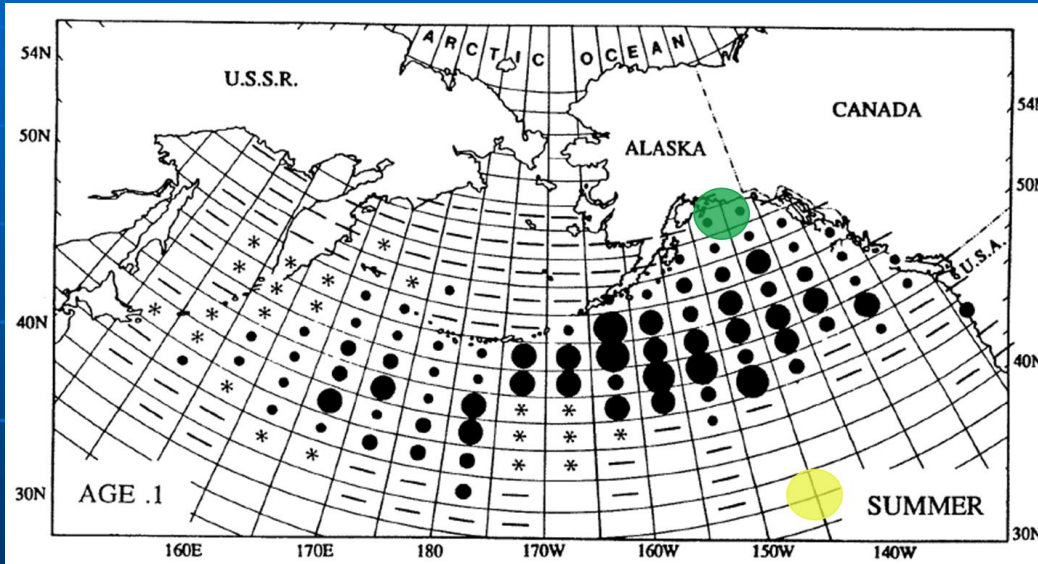 ARCTIC OCEAN
54N
U.S.S.R.
CANADA
54N
50N
ALASKA
50N
U.S.A.
40N
40N
30N
AGE .1
SUMMER
30N
160E 170E 180 170W 160W 150W 140W